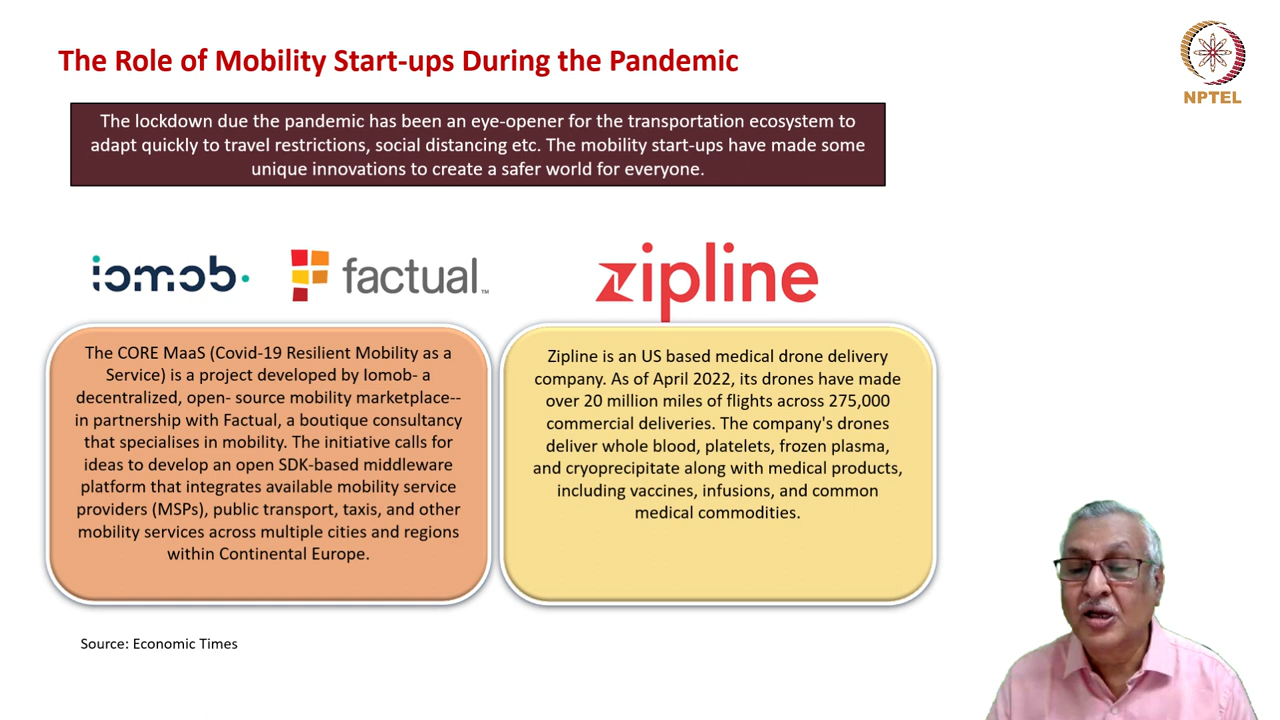 The Role of Mobility Start-ups During the Pandemic
NPTEL
The lockdown due the pandemic has been an eye-opener for the transportation ecosystem to
adapt quickly to travel restrictions, social distancing etc. The mobility start-ups have made some
unique innovations to create a safer world for everyone.
iomob
factual™
zipline
The CORE MaaS (Covid-19 Resilient Mobility as a
Service) is a project developed by Iomob- a
decentralized, open- source mobility marketplace--
in partnership with Factual, a boutique consultancy
that specialises in mobility. The initiative calls for
ideas to develop an open SDK-based middleware
platform that integrates available mobility service
providers (MSPs), public transport, taxis, and other
mobility services across multiple cities and regions
within Continental Europe.
Zipline is an US based medical drone delivery
company. As of April 2022, its drones have made
over 20 million miles of flights across 275,000
commercial deliveries. The company's drones
deliver whole blood, platelets, frozen plasma,
and cryoprecipitate along with medical products,
including vaccines, infusions, and common
medical commodities.
Source: Economic Times